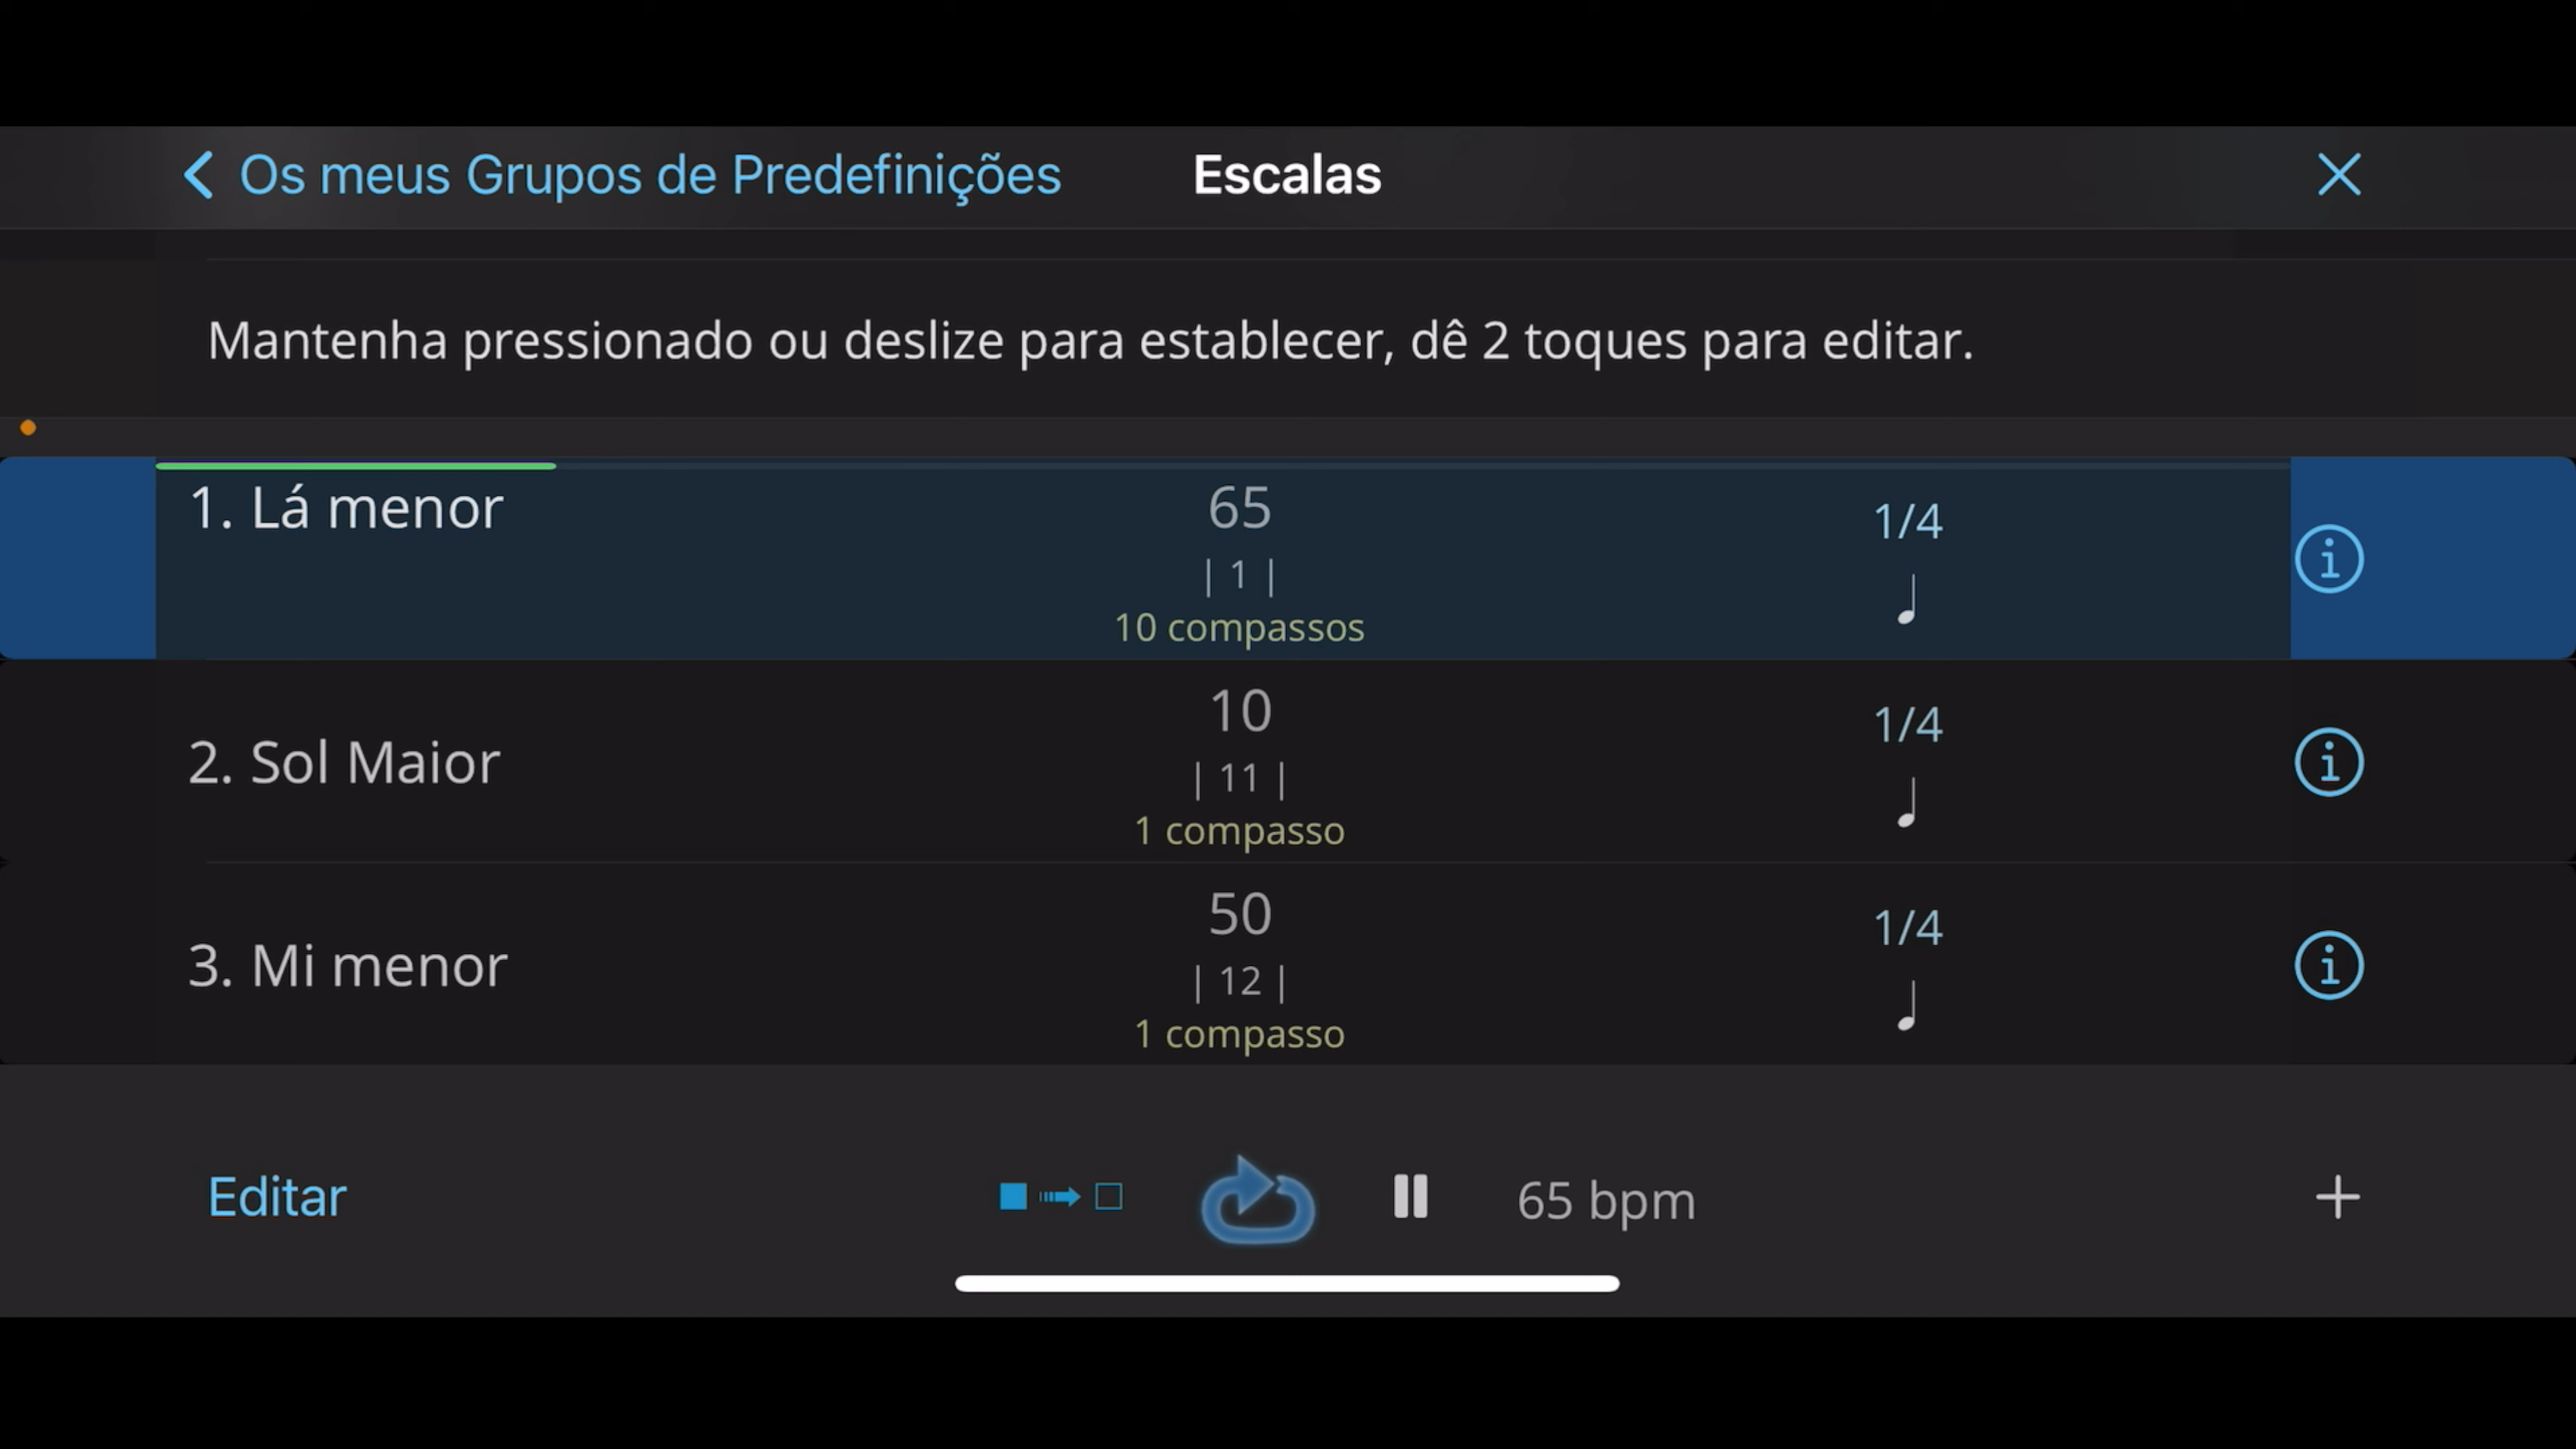 Os meus Grupos de Predefinições
Escalas
Mantenha pressionado ou deslize para establecer, dê 2 toques para editar.
1. Lá menor
65
| 1 |
10 compassos
1/4
2. Sol Maior
10
| 11 |
1 compasso
1/4
3. Mi menor
50
| 12 |
1 compasso
1/4
Editar
65 bpm